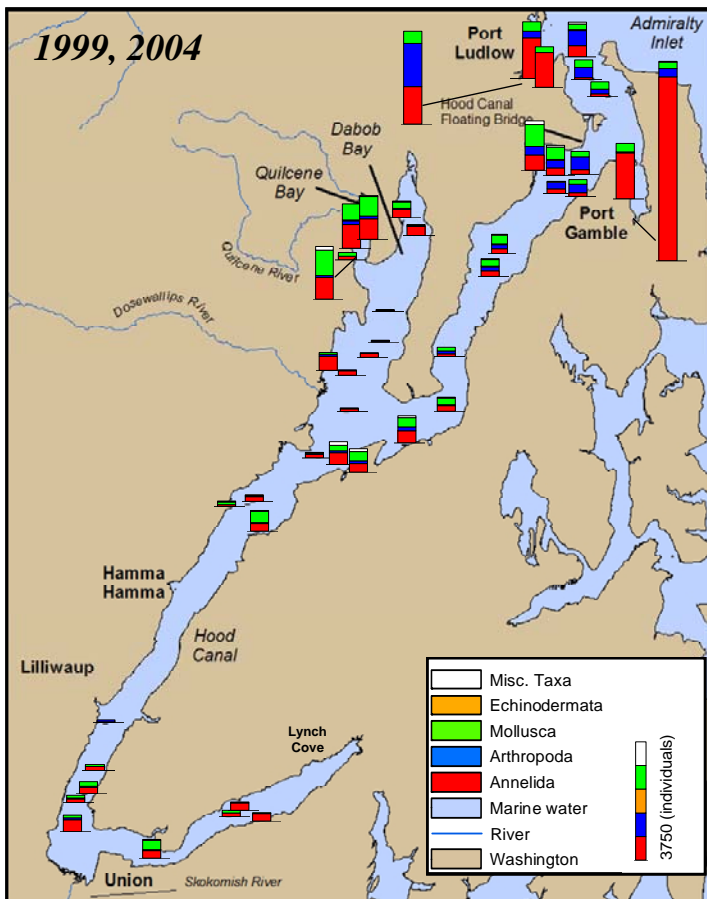 1999, 2004
Admiralty
Inlet
Port
Ludlow
Hood Canal
Floating Bridge
Dabob
Bay
Quilcene
Bay
Port
Gamble
Quilcene River
Dosewallips River
Hamma
Hamma
Hood
Canal
Lilliwaup
Lynch
Cove
Union
Skokomish River
Misc. Taxa
Echinodermata
Mollusca
Arthropoda
Annelida
Marine water
River
Washington
3750 (individuals)